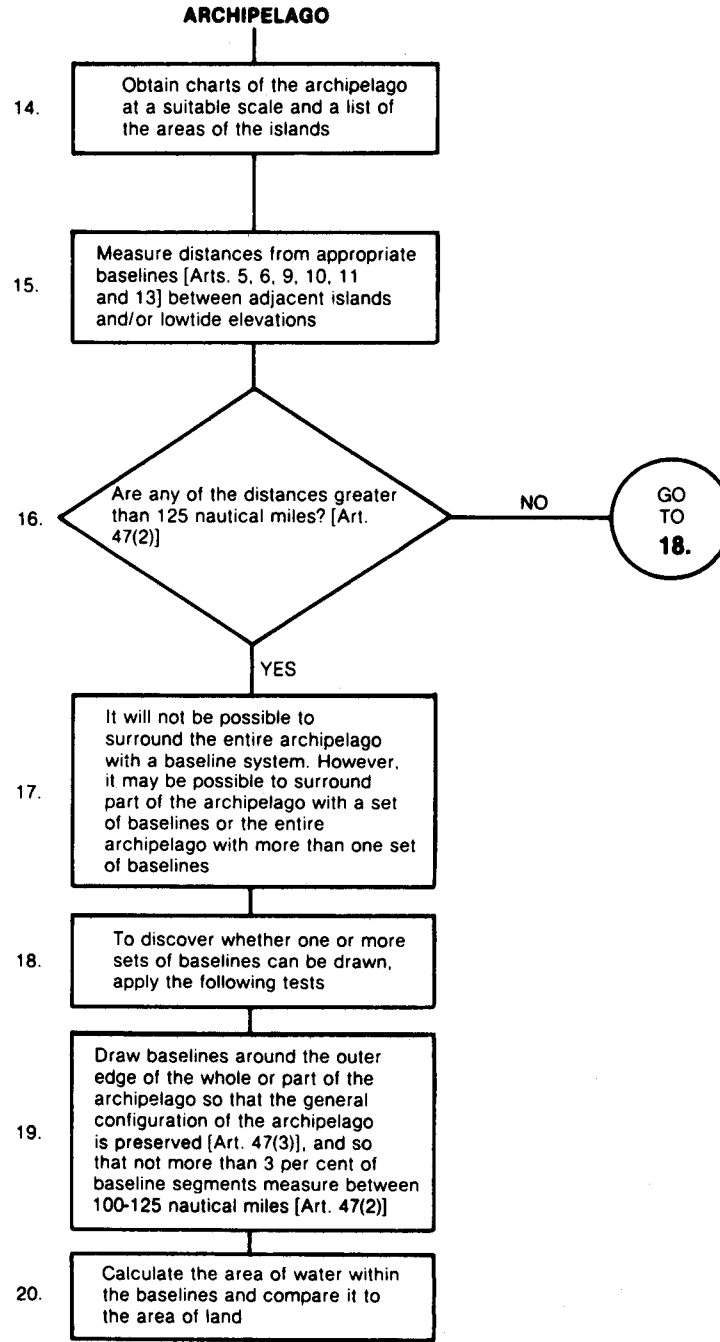 ARCHIPELAGO
14.
Obtain charts of the archipelago
at a suitable scale and a list of
the areas of the islands
15.
Measure distances from appropriate
baselines [Arts. 5, 6, 9, 10, 11
and 13] between adjacent islands
and/or lowtide elevations
16.
Are any of the distances greater
than 125 nautical miles? [Art.
47(2)]
NO
GO
TO
18.
YES
17.
It will not be possible to
surround the entire archipelago
with a baseline system. However,
it may be possible to surround
part of the archipelago with a set
of baselines or the entire
archipelago with more than one set
of baselines
18.
To discover whether one or more
sets of baselines can be drawn,
apply the following tests
19.
Draw baselines around the outer
edge of the whole or part of the
archipelago so that the general
configuration of the archipelago
is preserved [Art. 47(3)], and so
that not more than 3 per cent of
baseline segments measure between
100-125 nautical miles [Art. 47(2)]
20.
Calculate the area of water within
the baselines and compare it to
the area of land